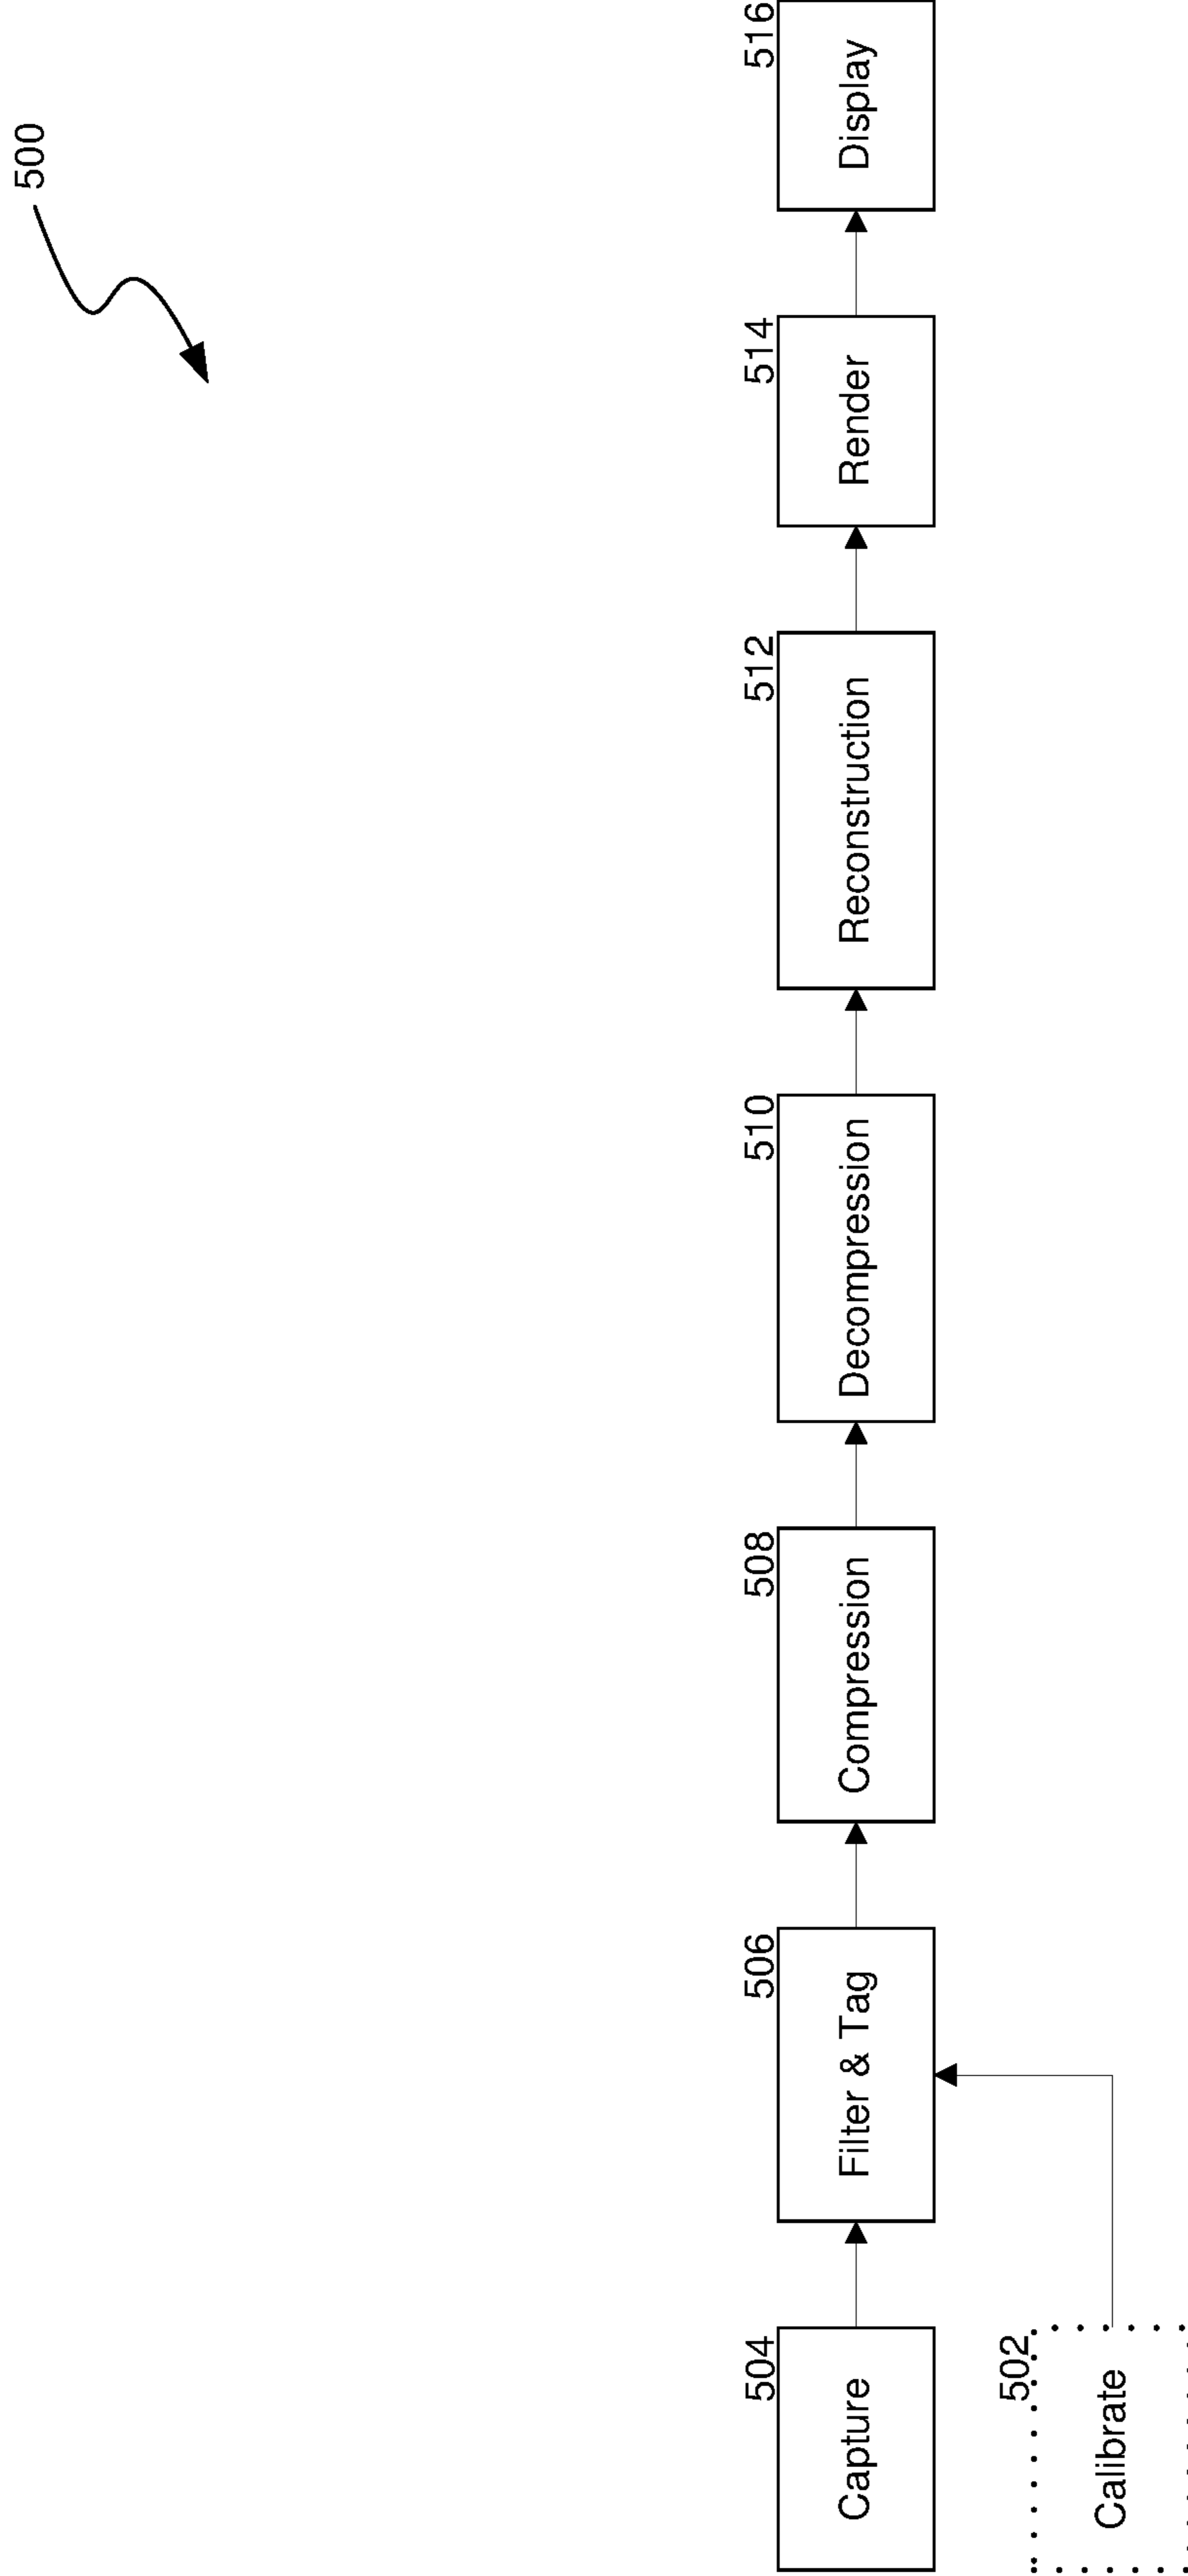 500
504
Capture
506
Filter & Tag
508
Compression
510
Decompression
512
Reconstruction
514
Render
516
Display
502
Calibrate